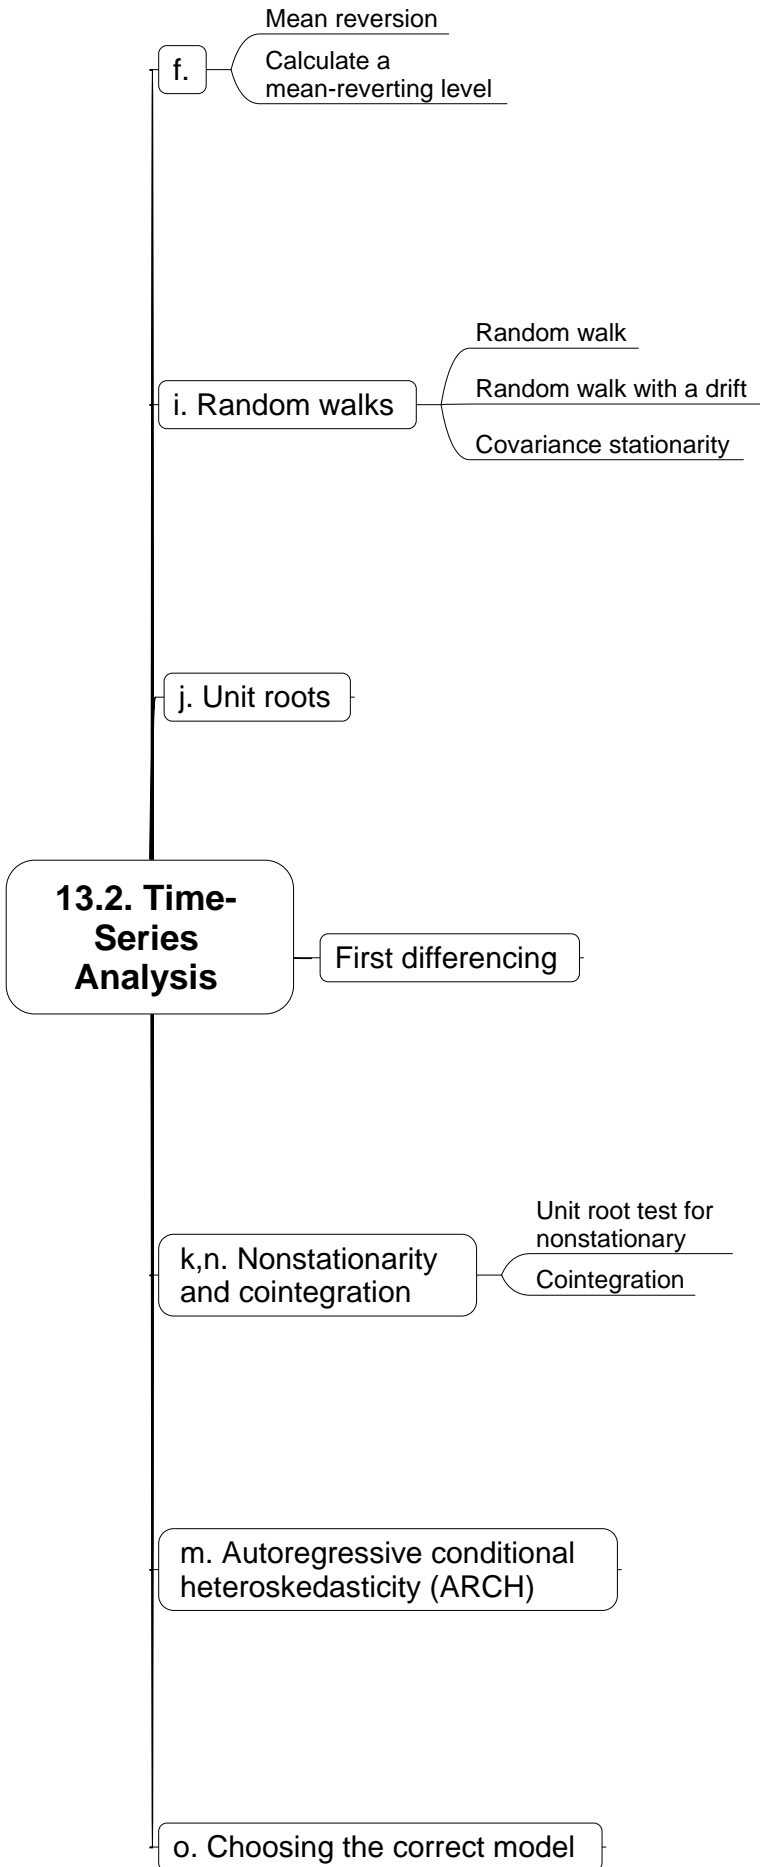 Mean reversion
f.
Calculate a
mean-reverting level
Random walk
i. Random walks
Random walk with a drift
Covariance stationarity
j. Unit roots
13.2. Time-
Series
Analysis
First differencing
Unit root test for
nonstationary
k,n. Nonstationarity
and cointegration
Cointegration
m. Autoregressive conditional
heteroskedasticity (ARCH)
o. Choosing the correct model